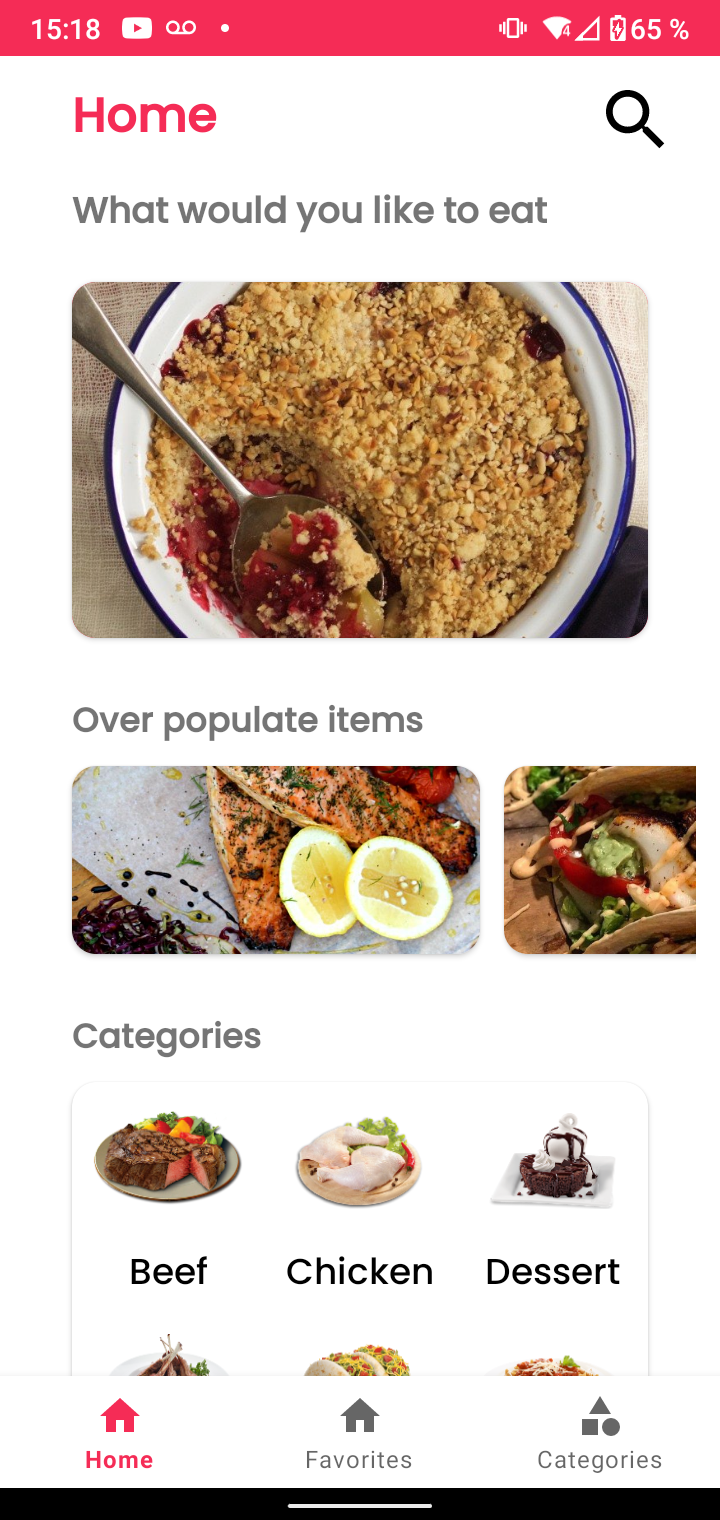 15:18
4
65 %
Home
What would you like to eat
Over populate items
Categories
Beef
Chicken
Dessert
Home
Favorites
Categories